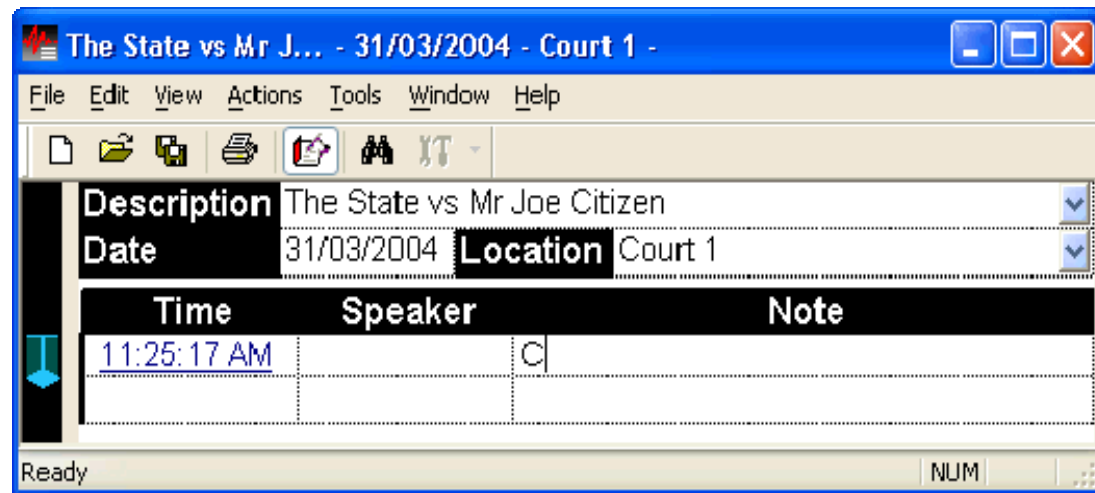 The State vs Mr J... - 31/03/2004 - Court 1 -
File Edit View Actions Tools Window Help
Description The State vs Mr Joe Citizen
Date 31/03/2004 Location Court 1
Time Speaker Note
11:25:17 AM C
Ready NUM